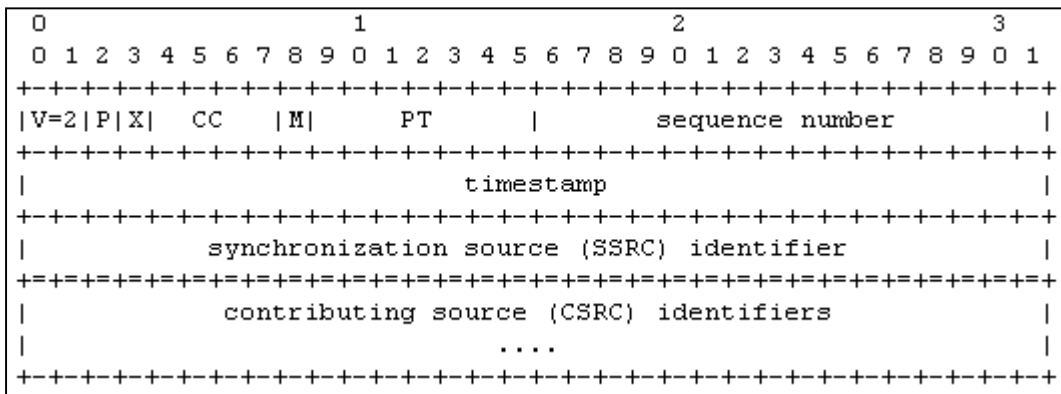 0                   1                   2                   3
0 1 2 3 4 5 6 7 8 9 0 1 2 3 4 5 6 7 8 9 0 1 2 3 4 5 6 7 8 9 0 1
+-+-+-+-+-+-+-+-+-+-+-+-+-+-+-+-+-+-+-+-+-+-+-+-+-+-+-+-+-+-+-+-+
|V=2|P|X|  CC   |M|     PT      |       sequence number         |
+-+-+-+-+-+-+-+-+-+-+-+-+-+-+-+-+-+-+-+-+-+-+-+-+-+-+-+-+-+-+-+-+
|                           timestamp                           |
+-+-+-+-+-+-+-+-+-+-+-+-+-+-+-+-+-+-+-+-+-+-+-+-+-+-+-+-+-+-+-+-+
|           synchronization source (SSRC) identifier            |
+=+=+=+=+=+=+=+=+=+=+=+=+=+=+=+=+=+=+=+=+=+=+=+=+=+=+=+=+=+=+=+=+
|            contributing source (CSRC) identifiers             |
|                             ....                              |
+-+-+-+-+-+-+-+-+-+-+-+-+-+-+-+-+-+-+-+-+-+-+-+-+-+-+-+-+-+-+-+-+